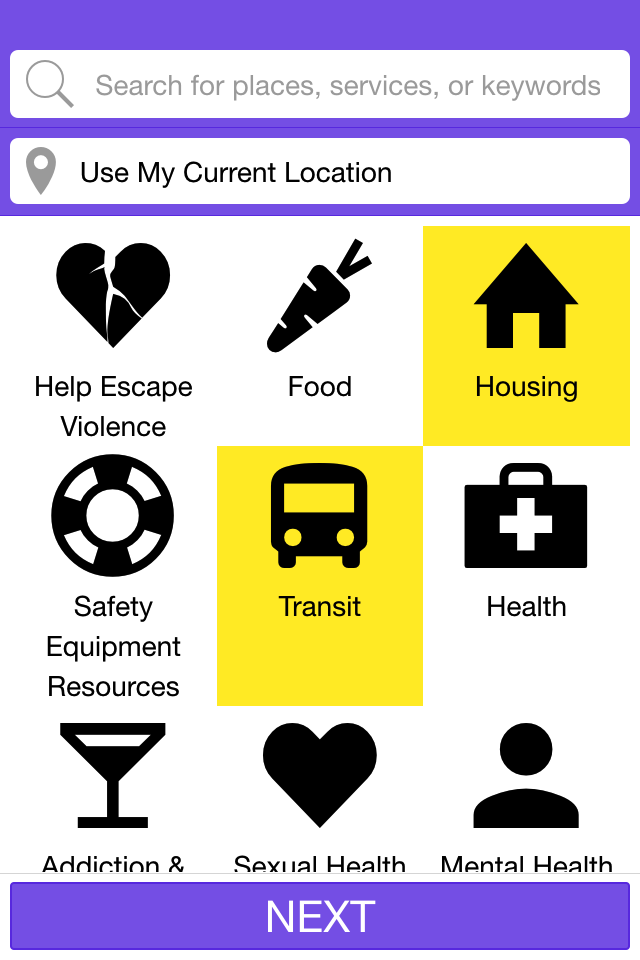 Search for places, services, or keywords
Use My Current Location
Help Escape
Violence
Food
Housing
Safety
Equipment
Resources
Transit
Health
Addiction &
Sexual Health
Mental Health
NEXT